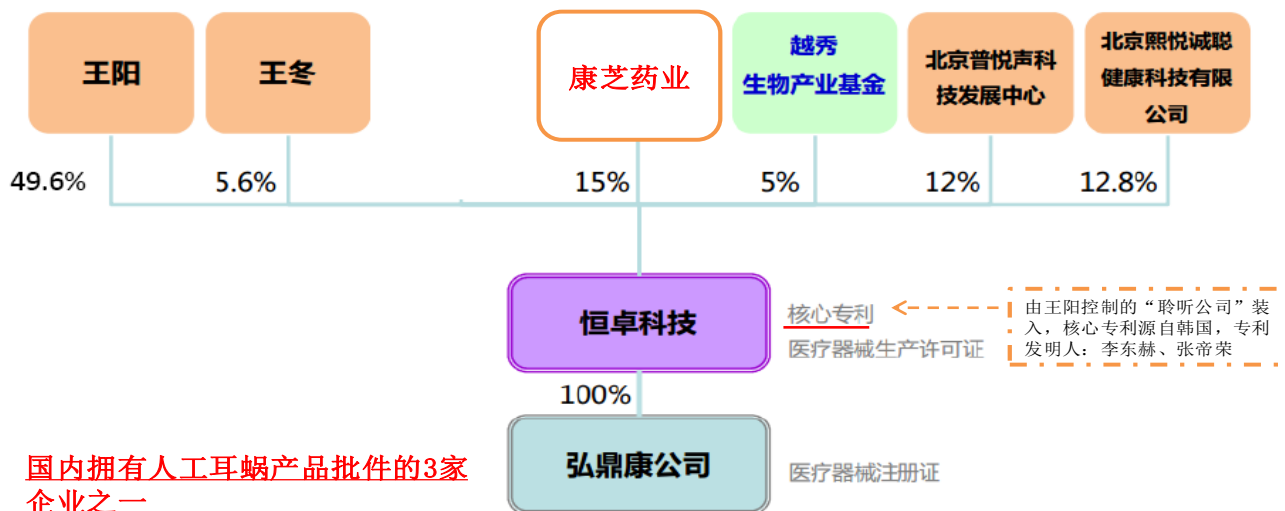 王阳
王冬
康芝药业
越秀
生物产业基金
北京普悦声科
技发展中心
北京熙悦诚聪
健康科技有限
公司
49.6%
5.6%
15%
5%
12%
12.8%
恒卓科技
核心专利
医疗器械生产许可证
由王阳控制的“聆听公司”装
入，核心专利源自韩国，专利
发明人：李东赫、张帝荣
100%
弘鼎康公司
医疗器械注册证
国内拥有人工耳蜗产品批件的3家
企业之一